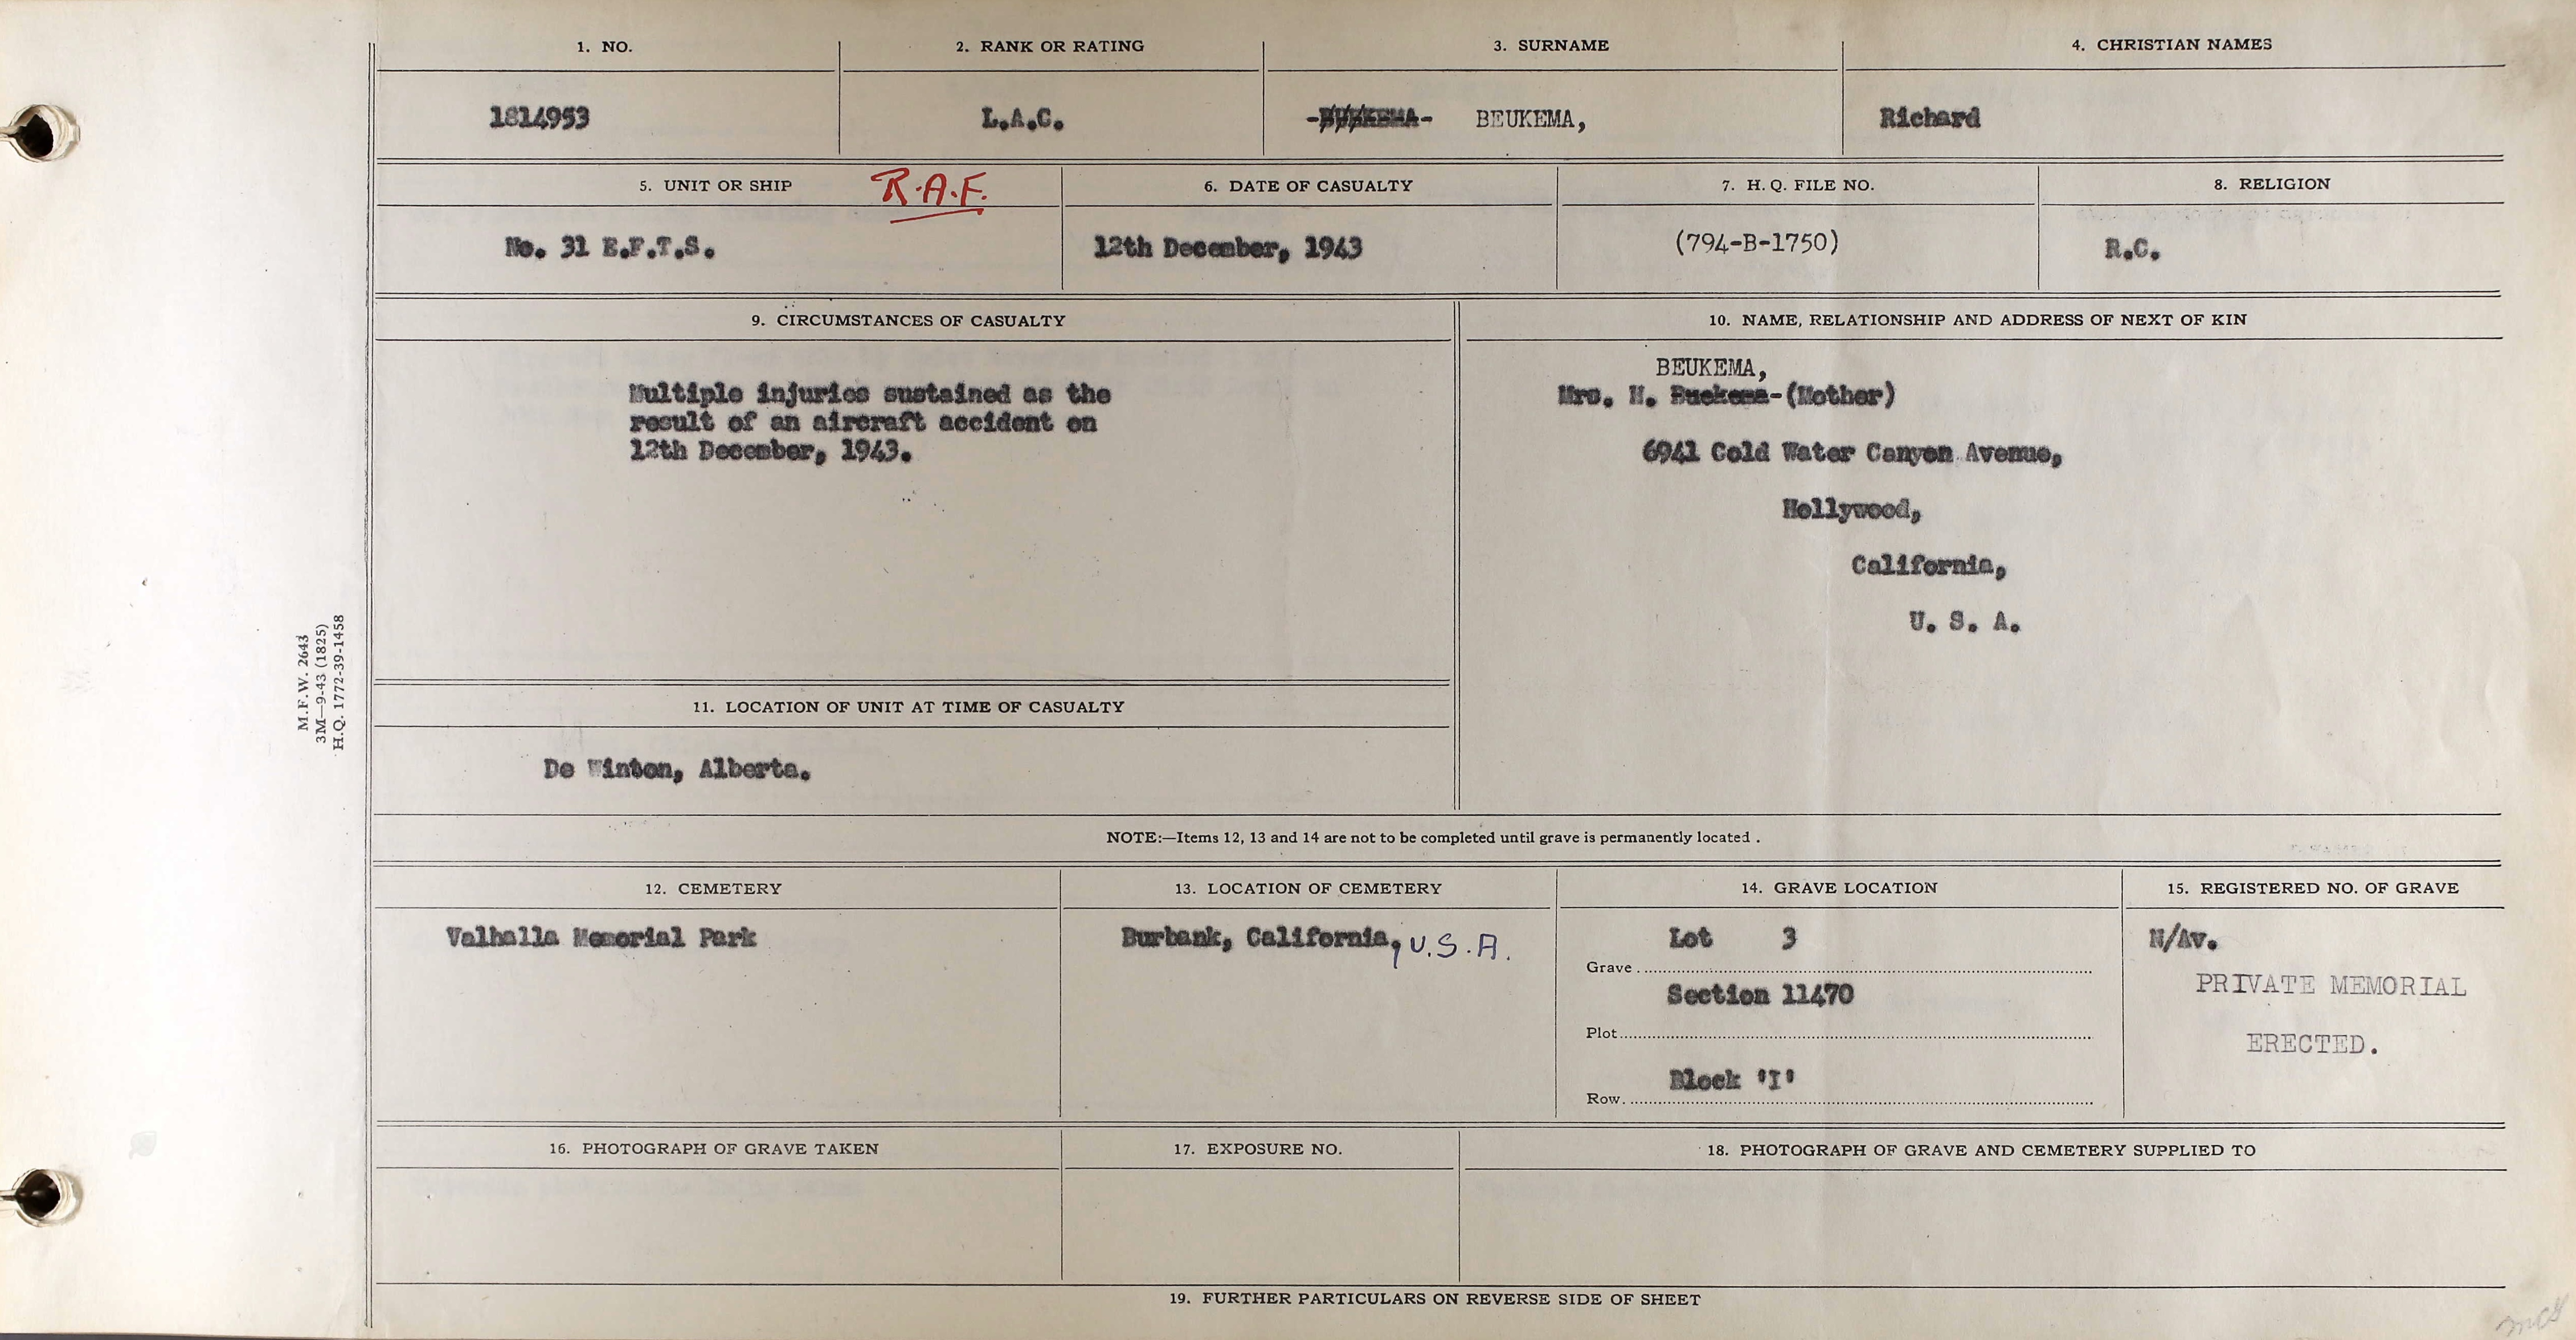 1. NO.
2. RANK OR RATING
3. SURNAME
4. CHRISTIAN NAMES
1814953
L.A.C.
BEUKEMA,
Richard
5. UNIT OR SHIP
R.A.F.
6. DATE OF CASUALTY
7. H. Q. FILE NO.
8. RELIGION
No. 31 E.F.T.S.
12th December, 1943
(794-B-1750)
R.C.
9. CIRCUMSTANCES OF CASUALTY
Multiple injuries sustained as the
result of an aircraft accident on
12th December, 1943.
10. NAME, RELATIONSHIP AND ADDRESS OF NEXT OF KIN
BEUKEMA,
Mrs. H. Buekema-(Mother)
6941 Cold Water Canyon Avenue,
Hollywood,
California,
U. S. A.
11. LOCATION OF UNIT AT TIME OF CASUALTY
De Winton, Alberta.
M.F.W. 2643
3M—9-43 (1825)
H.Q. 1772-39-1458
NOTE:—Items 12, 13 and 14 are not to be completed until grave is permanently located .
12. CEMETERY
13. LOCATION OF CEMETERY
14. GRAVE LOCATION
15. REGISTERED NO. OF GRAVE
Valhalla Memorial Park
Burbank, California, U.S.A.
Lot 3
Grave
Section 11470
Plot
Block 'I'
Row.
N/Av.
PRIVATE MEMORIAL
ERECTED.
16. PHOTOGRAPH OF GRAVE TAKEN
17. EXPOSURE NO.
18. PHOTOGRAPH OF GRAVE AND CEMETERY SUPPLIED TO
19. FURTHER PARTICULARS ON REVERSE SIDE OF SHEET